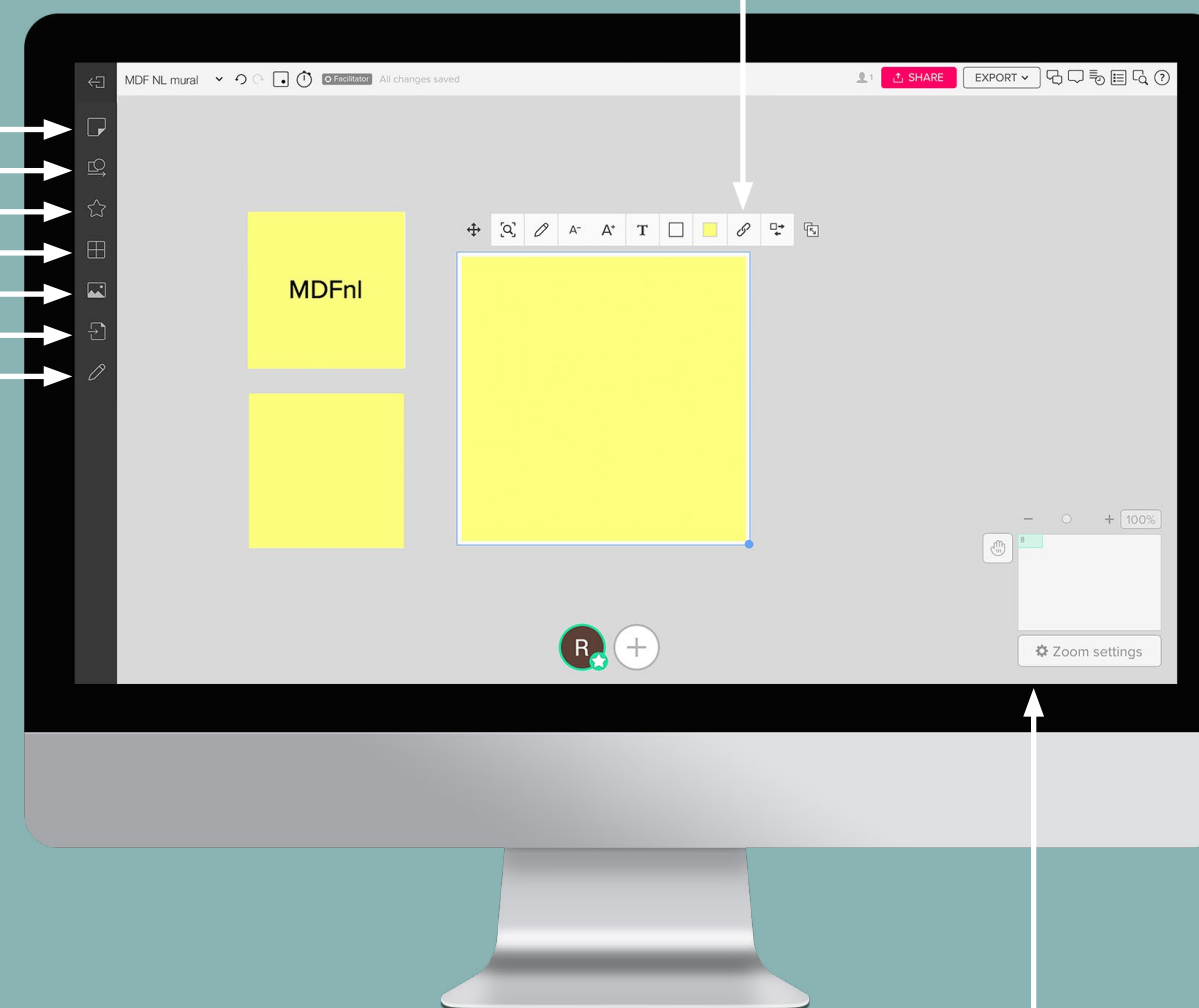 MDF NL mural Facilitator All changes saved 1 SHARE EXPORT ?
A- A+ T
MDFnl
100%
R
Zoom settings